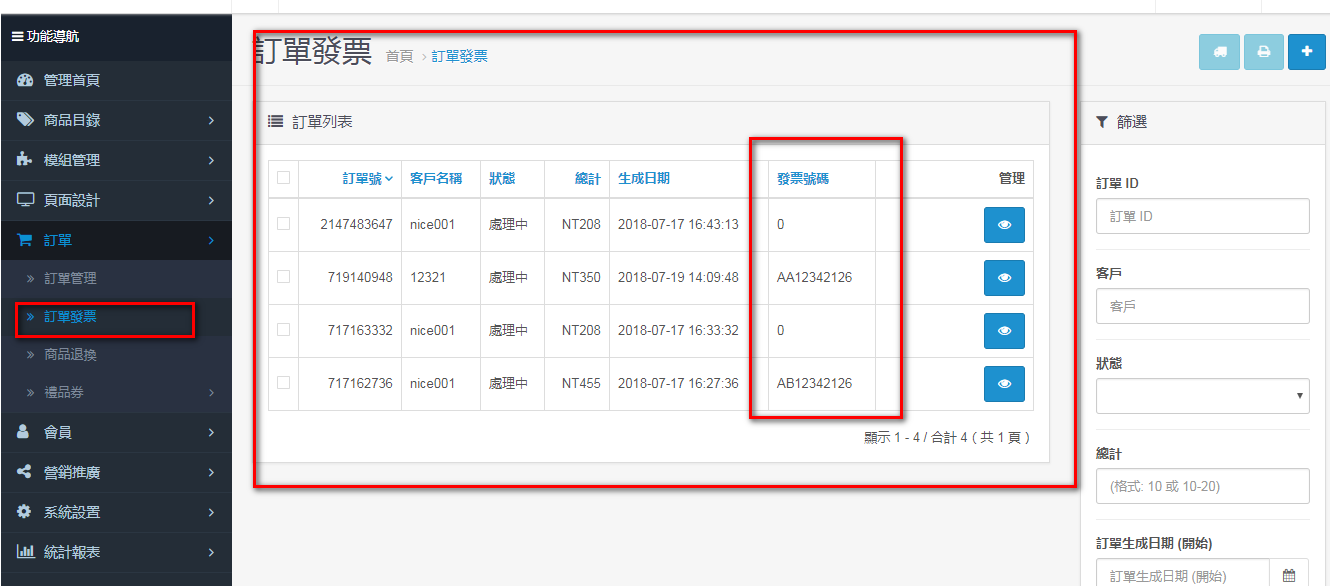 功能導航
管理首頁
商品目錄
模組管理
頁面設計
訂單
訂單管理
訂單發票
商品退換
禮品券
會員
營銷推廣
系統設置
統計報表
訂單發票 首頁 › 訂單發票
訂單列表
訂單號 客戶名稱 狀態 總計 生成日期 發票號碼 管理
2147483647 nice001 處理中 NT208 2018-07-17 16:43:13 0
719140948 12321 處理中 NT350 2018-07-19 14:09:48 AA12342126
717163332 nice001 處理中 NT208 2018-07-17 16:33:32 0
717162736 nice001 處理中 NT455 2018-07-17 16:27:36 AB12342126
顯示 1 - 4 / 合計 4 ( 共 1 頁 )
篩選
訂單 ID
訂單 ID
客戶
客戶
狀態
總計
(格式: 10 或 10-20)
訂單生成日期 (開始)
訂單生成日期 (開始)